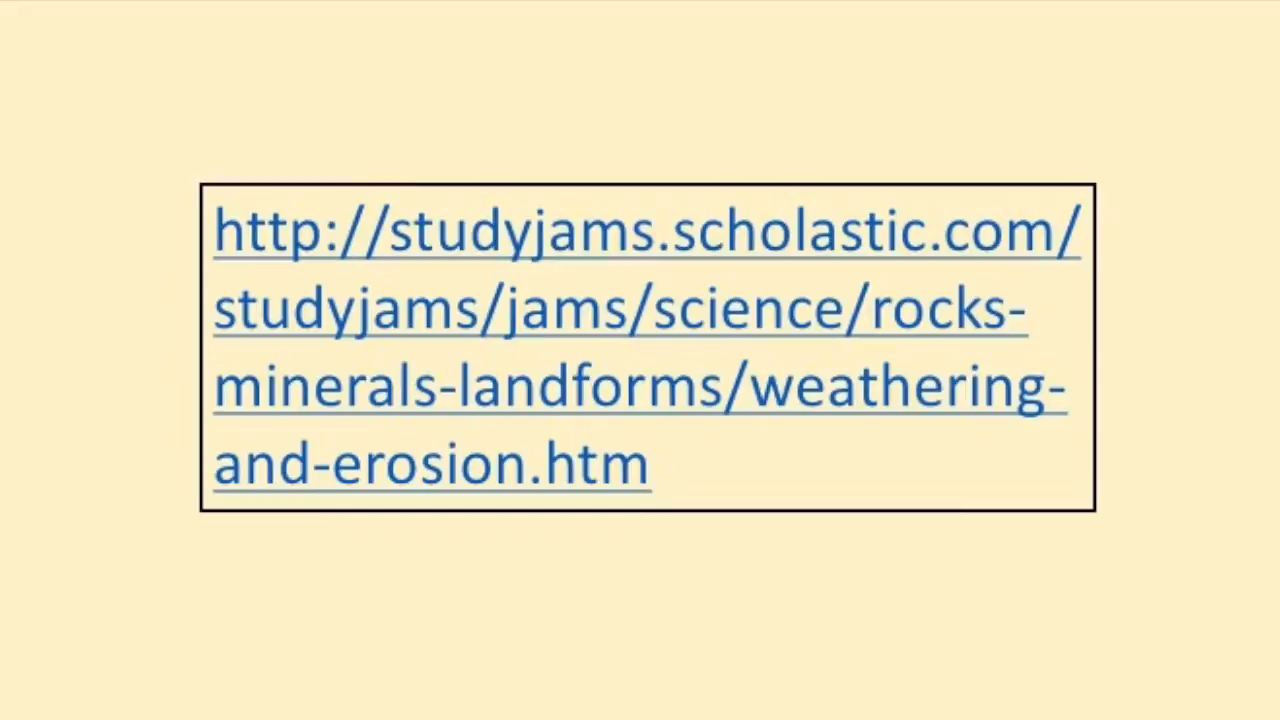 http://studyjams.scholastic.com/
studyjams/jams/science/rocks-
minerals-landforms/weathering-
and-erosion.htm